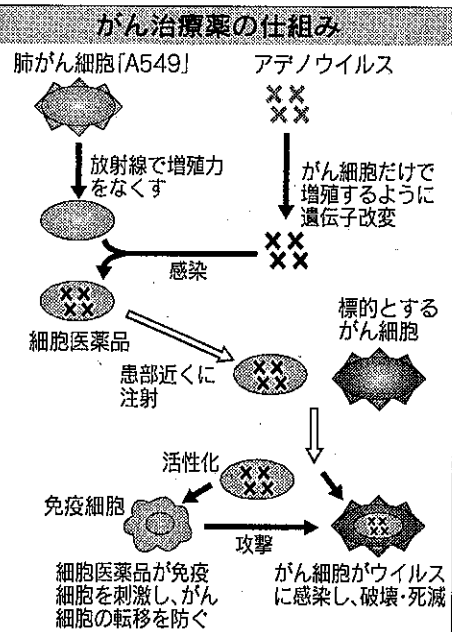 がん治療薬の仕組み
肺がん細胞「A549」
アデノウイルス
放射線で増殖力
をなくす
がん細胞だけで
増殖するように
遺伝子改変
感染
細胞医薬品
標的とする
がん細胞
患部近くに
注射
活性化
免疫細胞
攻撃
細胞医薬品が免疫
細胞を刺激し、がん
細胞の転移を防ぐ
がん細胞がウイルス
に感染し、破壊・死滅